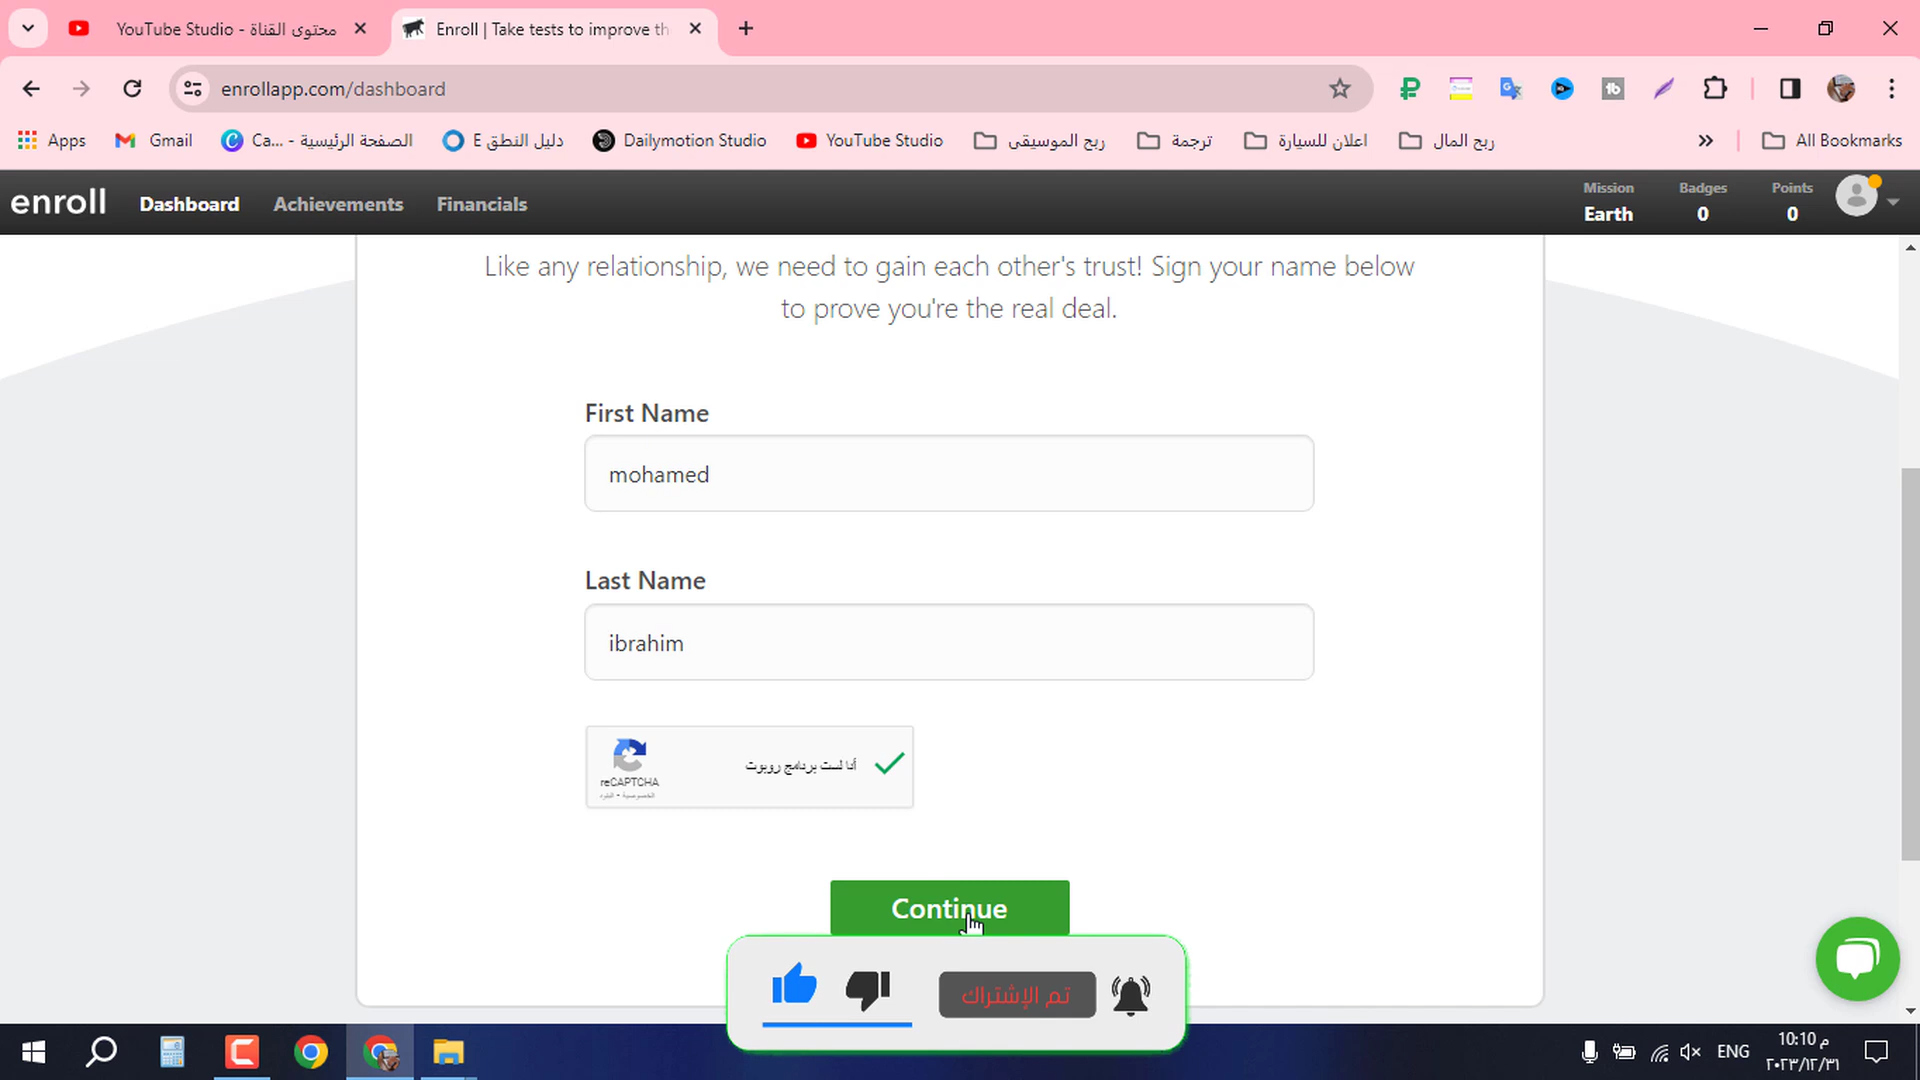 YouTube Studio - محتوى القناة
Enroll | Take tests to improve th
enrollapp.com/dashboard
Apps
Gmail
Ca... - الصفحة الرئيسية
دليل النطق E
Dailymotion Studio
YouTube Studio
ربح الموسيقى
ترجمة
اعلان للسيارة
ربح المال
All Bookmarks
enroll
Dashboard
Achievements
Financials
Mission
Earth
Badges
0
Points
0
Like any relationship, we need to gain each other's trust! Sign your name below
to prove you're the real deal.
First Name
mohamed
Last Name
ibrahim
أنا لست برنامج روبوت
reCAPTCHA
Continue
تم الإشتراك
ENG
10:10 م
٢٠٢٣/١٢/٣١